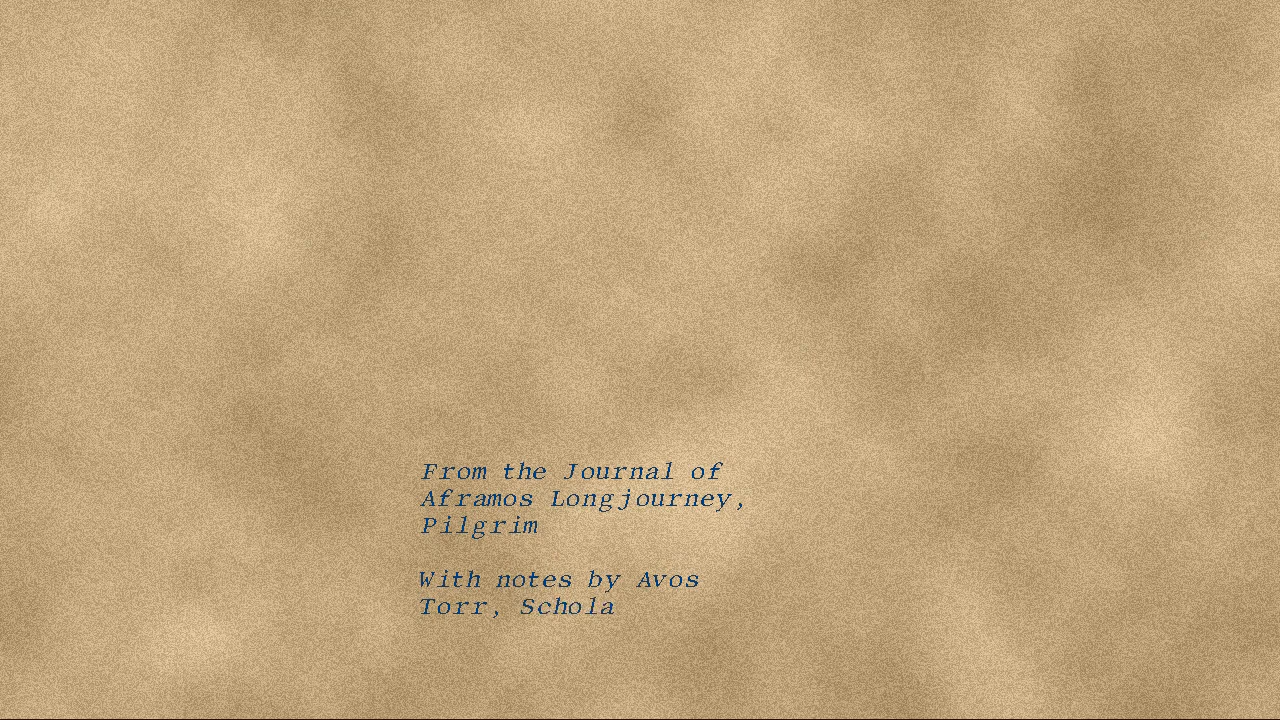 From the Journal of
Aframos Longjourney,
Pilgrim
With notes by Avos
Torr, Schola